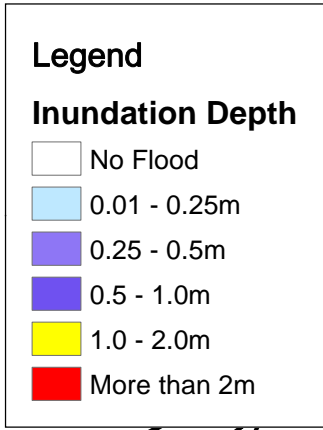 Legend
Inundation Depth
No Flood
0.01 - 0.25m
0.25 - 0.5m
0.5 - 1.0m
1.0 - 2.0m
More than 2m